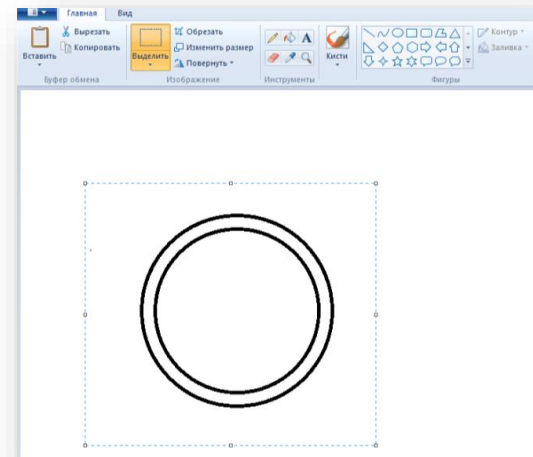 Главная Вид
Вставить
Вырезать
Копировать
Буфер обмена
Выделить
Обрезать
Изменить размер
Повернуть
Изображение
A
Инструменты
Кисти
Фигуры
Контур
Заливка